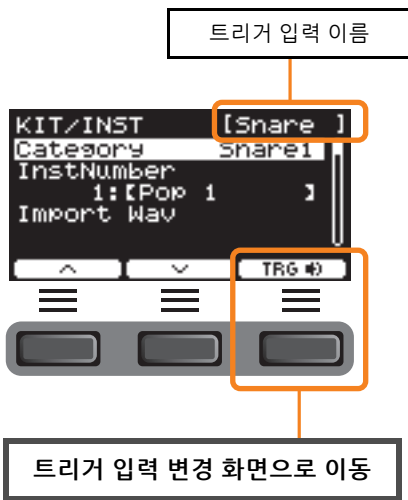 트리거 입력 이름
KIT/INST [Snare ]
Category Snare1
InstNumber
1:[Pop 1 ]
Import Wav
TRG
트리거 입력 변경 화면으로 이동